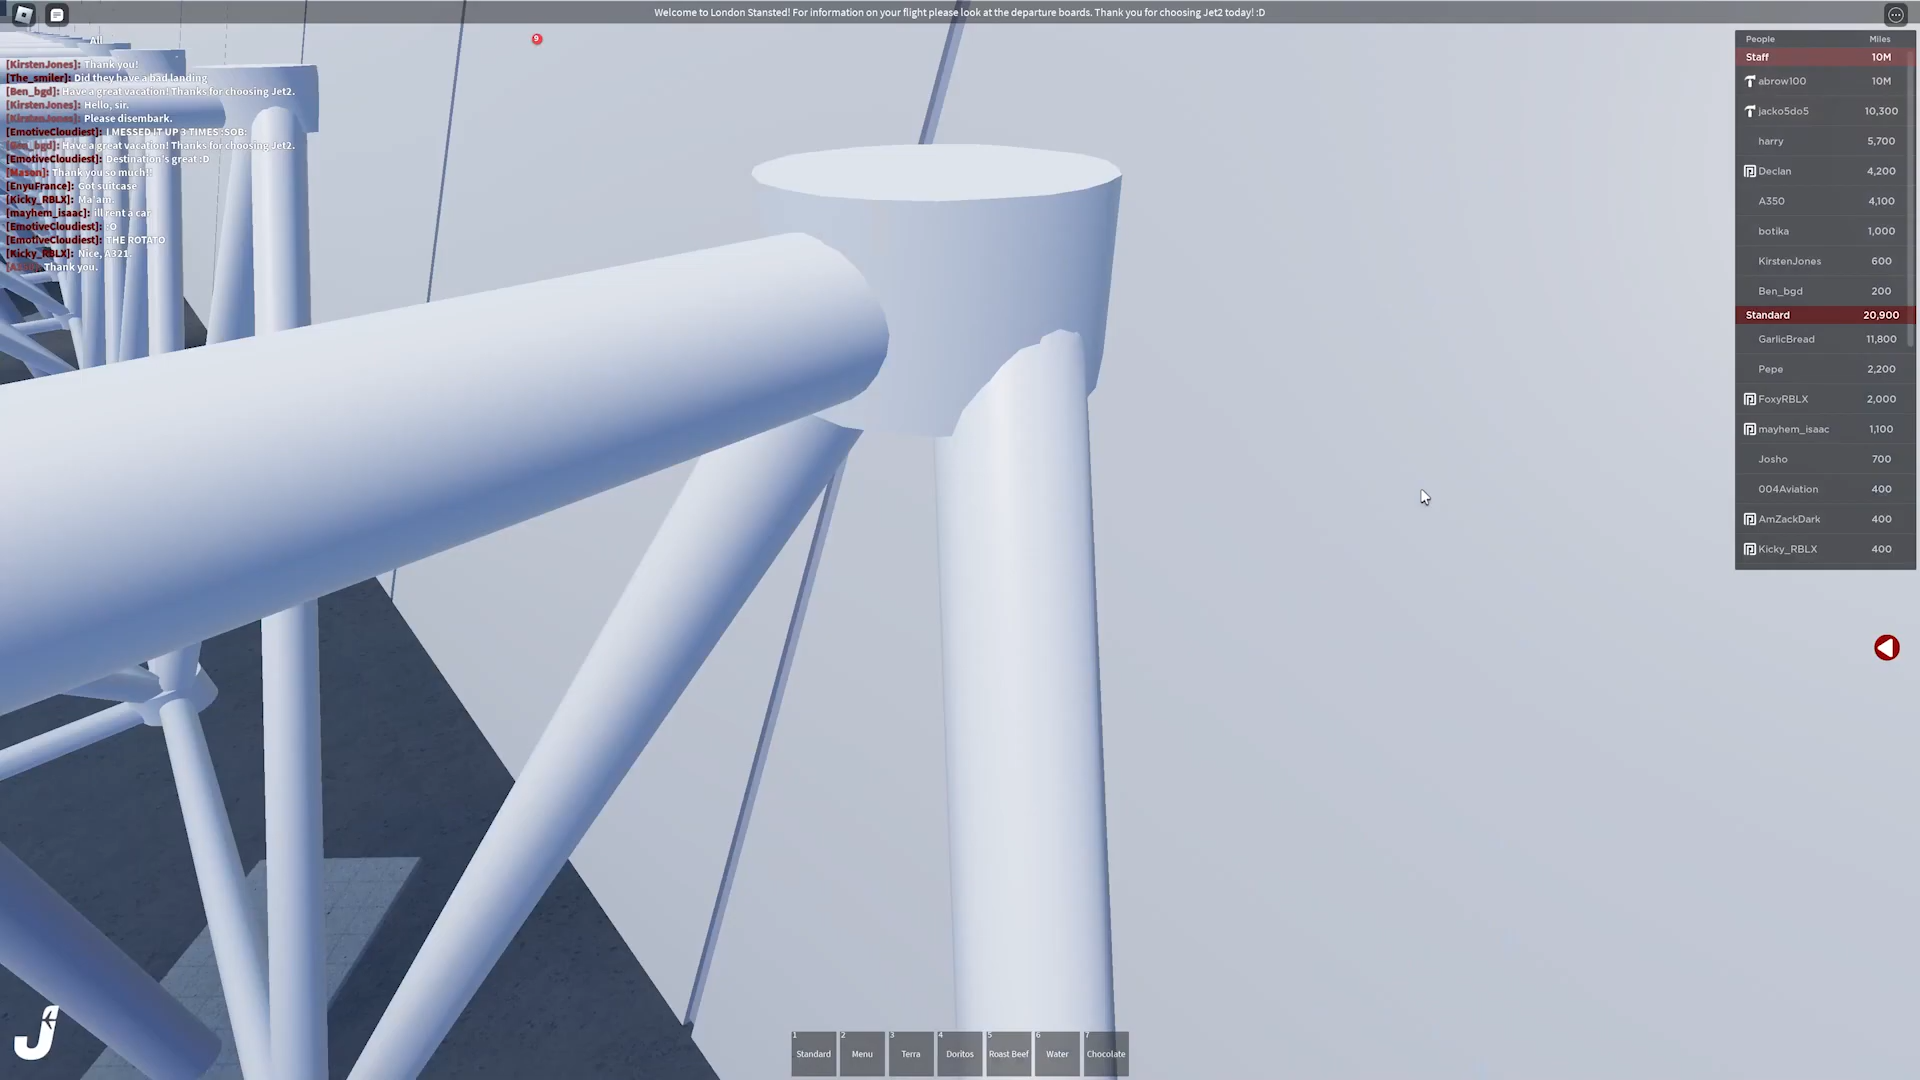 Welcome to London Stansted! For information on your flight please look at the departure boards. Thank you for choosing Jet2 today! :D
9
All
[KirstenJones]: Thank you!
[The_smiler]: Did they have a bad landing
[Ben_bgd]: Have a great vacation! Thanks for choosing Jet2.
[KirstenJones]: Hello, sir.
[KirstenJones]: Please disembark.
[EmotiveCloudiest]: I MESSED IT UP 3 TIMES :SOB:
[Ben_bgd]: Have a great vacation! Thanks for choosing Jet2.
[EmotiveCloudiest]: Destination's great :D
[Mason]: Thank you so much!!
[EnyuFrance]: Got suitcase
[Kicky_RBLX]: Ma'am.
[mayhem_isaac]: ill rent a car
[EmotiveCloudiest]: :O
[EmotiveCloudiest]: THE ROTATO
[Kicky_RBLX]: Nice, A321.
Thank you.
People Miles
Staff 10M
abrow100 10M
jacko5do5 10,300
harry 5,700
Declan 4,200
A350 4,100
botika 1,000
KirstenJones 600
Ben_bgd 200
Standard 20,900
GarlicBread 11,800
Pepe 2,200
FoxyRBLX 2,000
mayhem_isaac 1,100
Josho 700
004Aviation 400
AmZackDark 400
Kicky_RBLX 400
1 Standard
2 Menu
3 Terra
4 Doritos
5 Roast Beef
6 Water
7 Chocolate